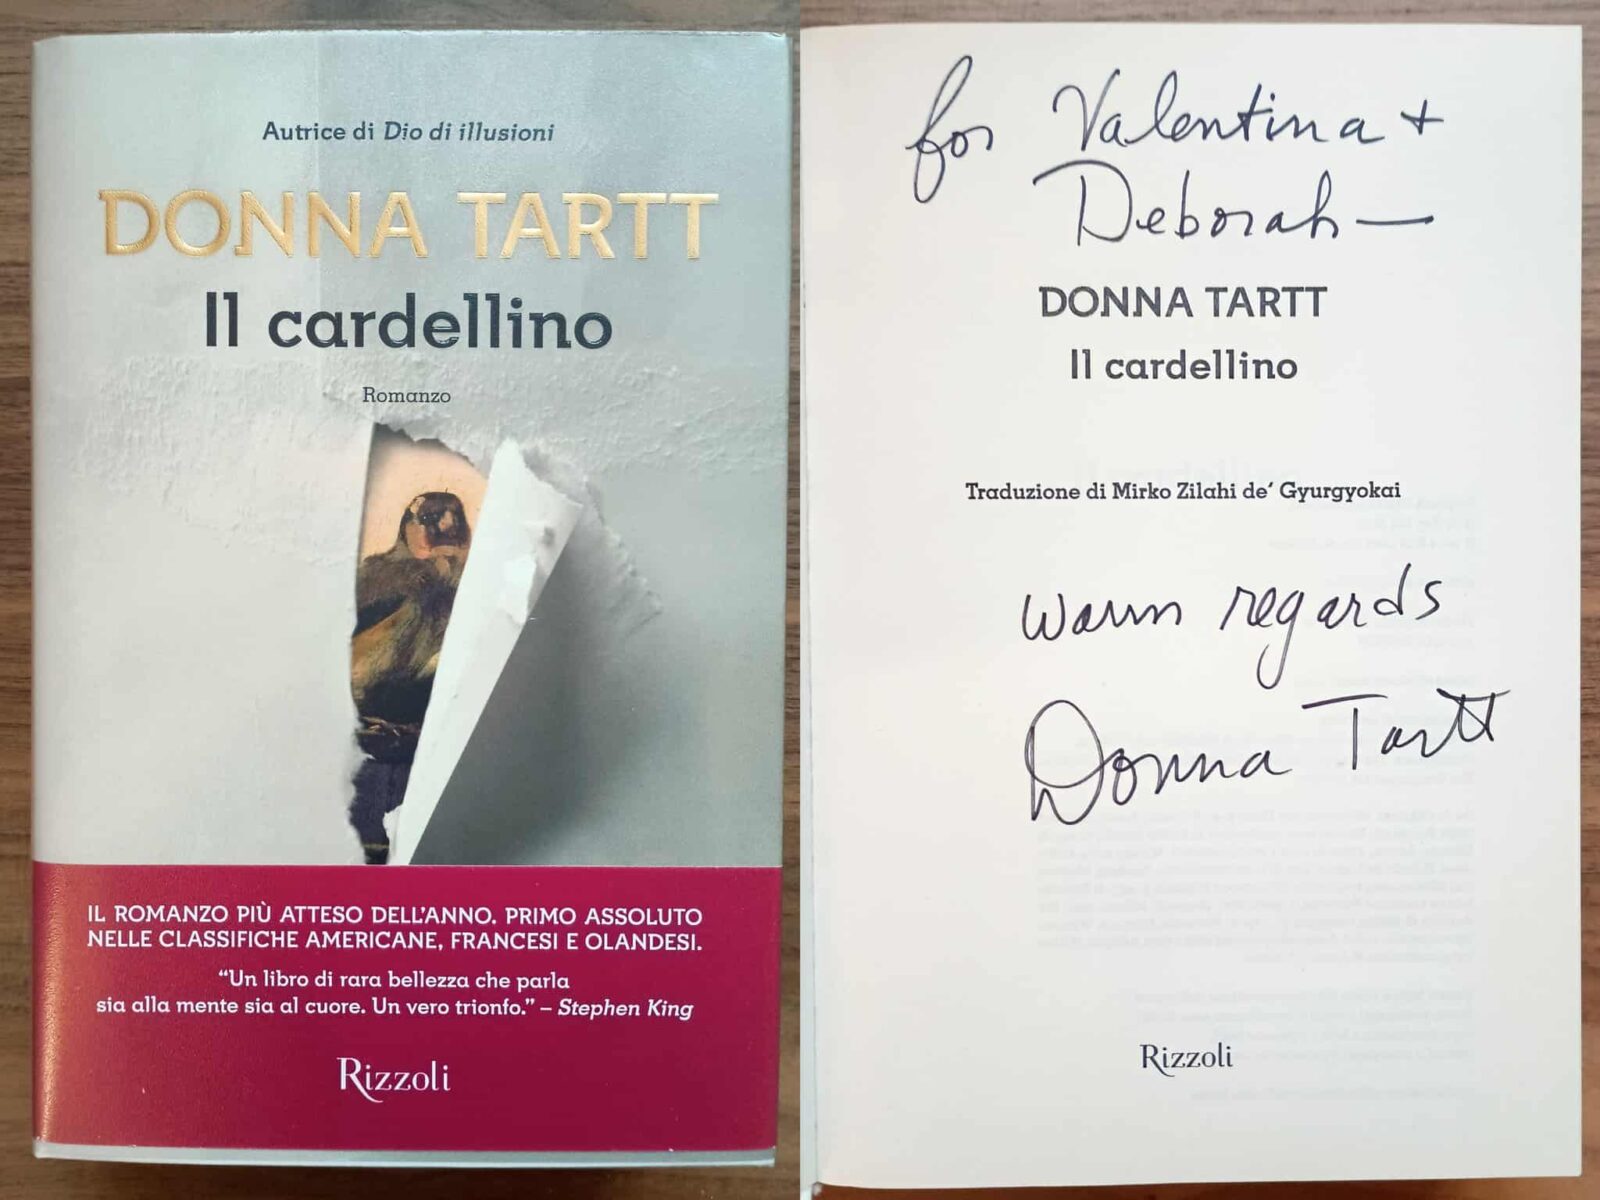 Autrice di Dio di illusioni
DONNA TARTT
Il cardellino
Romanzo
IL ROMANZO PIÙ ATTESO DELL'ANNO. PRIMO ASSOLUTO
NELLE CLASSIFICHE AMERICANE, FRANCESI E OLANDESI.
“Un libro di rara bellezza che parla
sia alla mente sia al cuore. Un vero trionfo.” – Stephen King
Rizzoli
for Valentina +
Deborah —
DONNA TARTT
Il cardellino
Traduzione di Mirko Zilahi de' Gyurgyokai
warm regards
Donna Tartt
Rizzoli